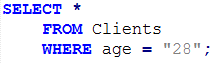 SELECT *
FROM Clients
WHERE age = "28";